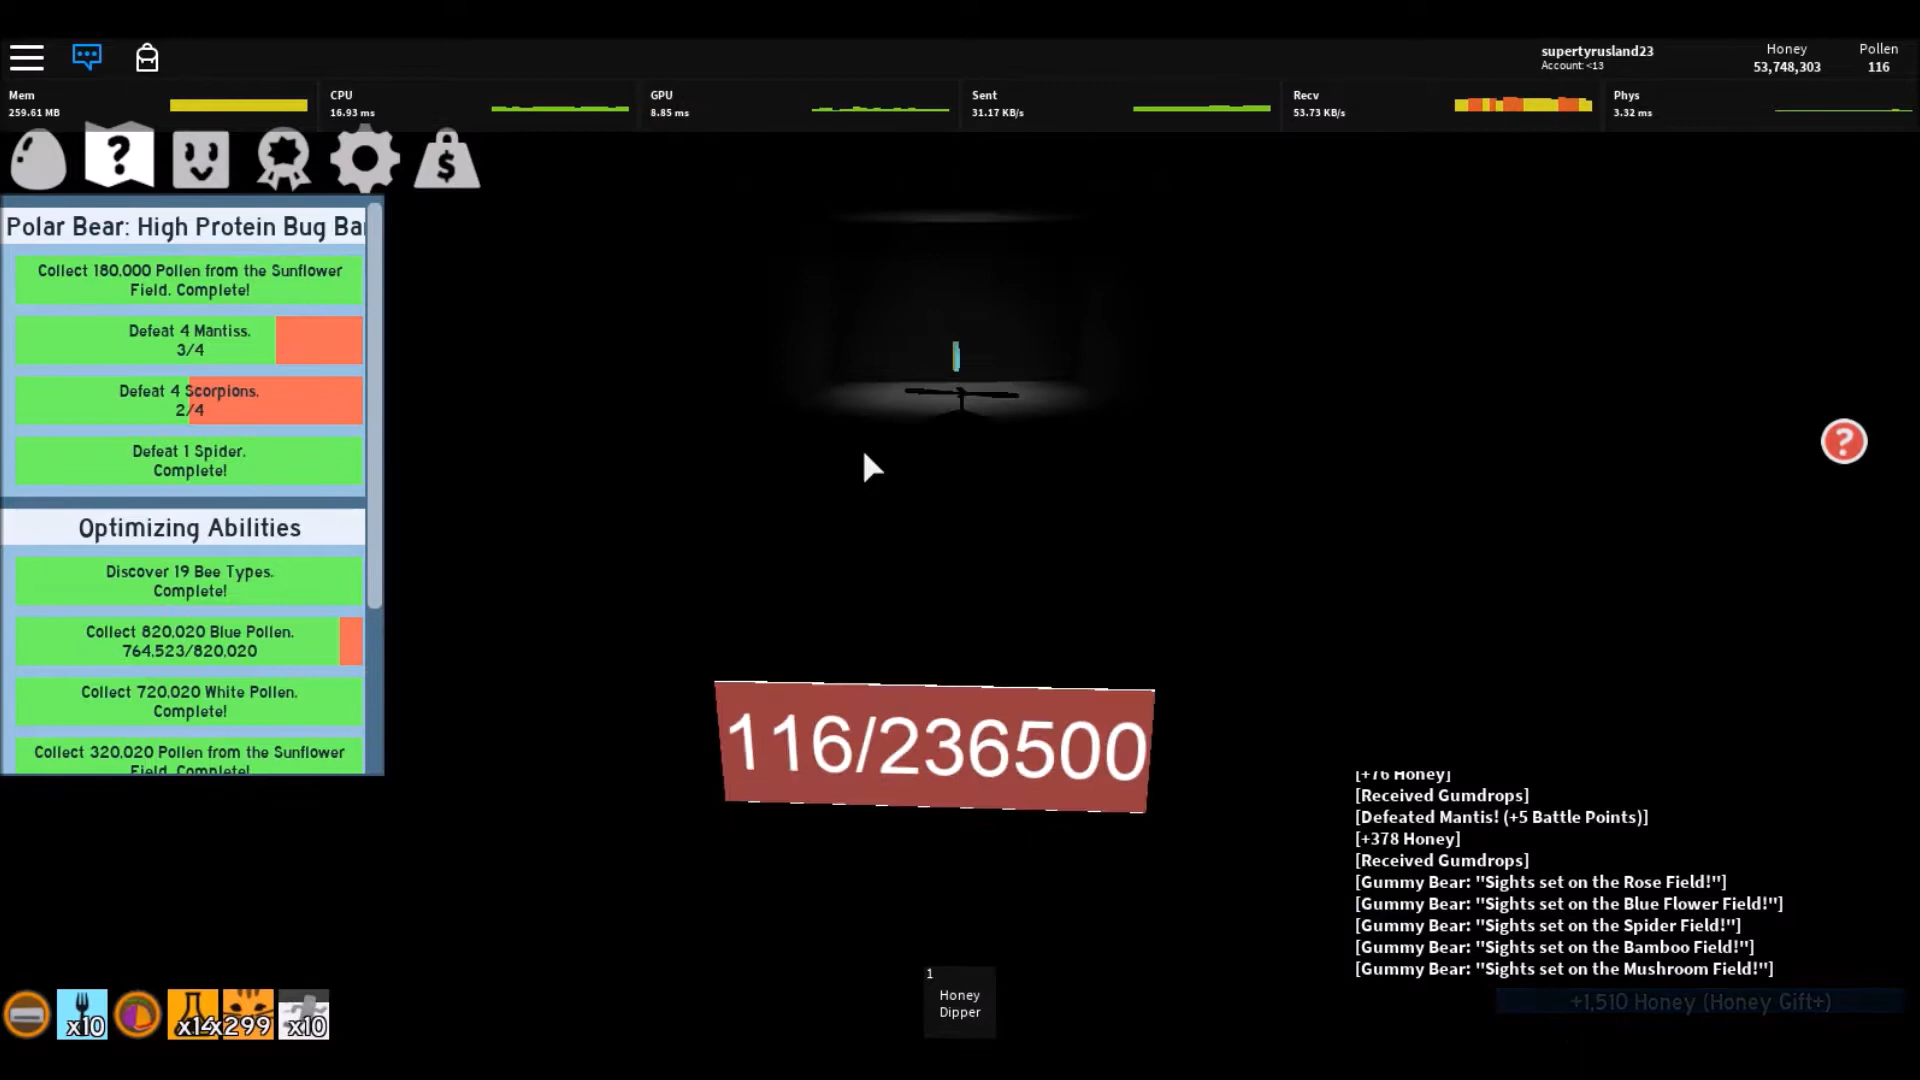 supertyrusland23
Account: <13
Honey
53,748,303
Pollen
116
Mem
259.61 MB
CPU
16.93 ms
GPU
8.85 ms
Sent
31.17 KB/s
Recv
53.73 KB/s
Phys
3.32 ms
?
$
Polar Bear: High Protein Bug Ba
Collect 180,000 Pollen from the Sunflower
Field. Complete!
Defeat 4 Mantiss.
3/4
Defeat 4 Scorpions.
2/4
Defeat 1 Spider.
Complete!
Optimizing Abilities
Discover 19 Bee Types.
Complete!
Collect 820,020 Blue Pollen.
764,523/820,020
Collect 720,020 White Pollen.
Complete!
Collect 320,020 Pollen from the Sunflower
Field. Complete!
?
116/236500
[+76 Honey]
[Received Gumdrops]
[Defeated Mantis! (+5 Battle Points)]
[+378 Honey]
[Received Gumdrops]
[Gummy Bear: "Sights set on the Rose Field!"]
[Gummy Bear: "Sights set on the Blue Flower Field!"]
[Gummy Bear: "Sights set on the Spider Field!"]
[Gummy Bear: "Sights set on the Bamboo Field!"]
[Gummy Bear: "Sights set on the Mushroom Field!"]
+1,510 Honey (Honey Gift+)
1
Honey
Dipper
x10
x14
x299
x10